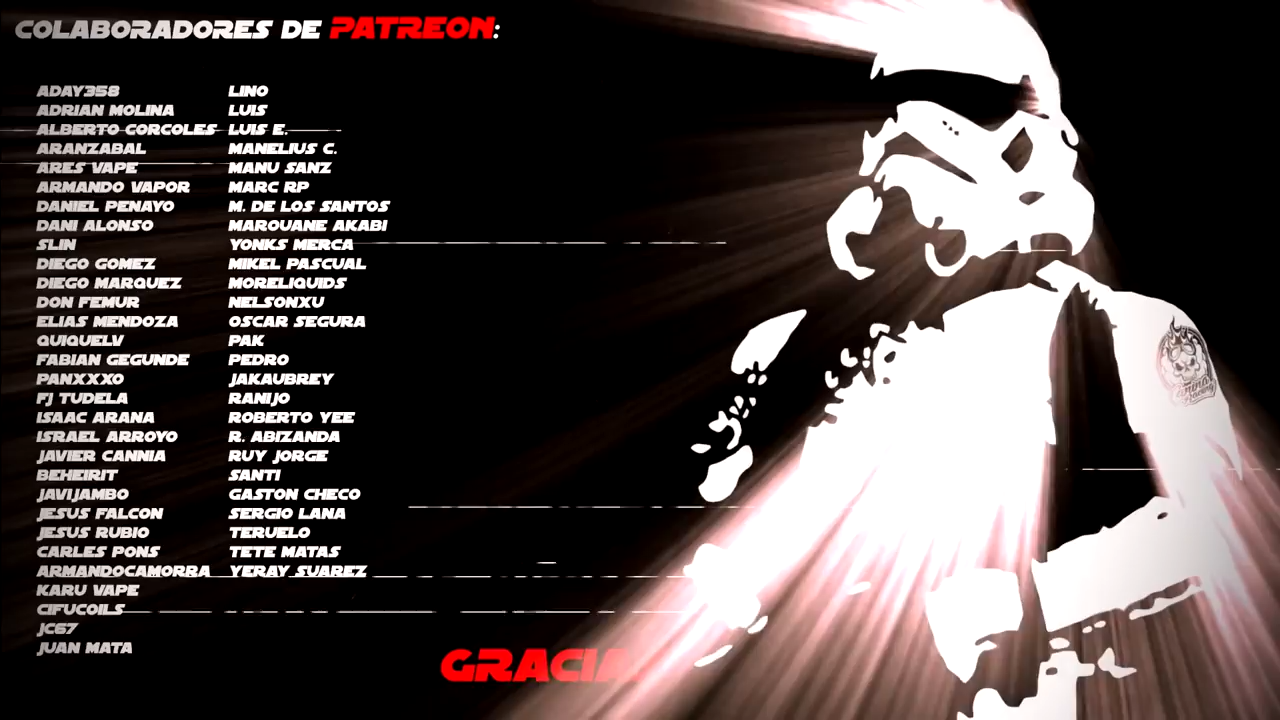 COLABORADORES DE PATREON:
ADAY358
ADRIAN MOLINA
ALBERTO CORCOLES
ARANZABAL
ARES VAPE
ARMANDO VAPOR
DANIEL PENAYO
DANI ALONSO
SLIN
DIEGO GOMEZ
DIEGO MARQUEZ
DON FEMUR
ELIAS MENDOZA
QUIQUELV
FABIAN GEGUNDE
PANXXXO
FJ TUDELA
ISAAC ARANA
ISRAEL ARROYO
JAVIER CANNIA
BEHEIRIT
JAVIJAMBO
JESUS FALCON
JESUS RUBIO
CARLES PONS
ARMANDOCAMORRA
KARU VAPE
CIFUCOILS
JC67
JUAN MATA
LINO
LUIS
LUIS E.
MANELIUS C.
MANU SANZ
MARC RP
M. DE LOS SANTOS
MAROUANE AKABI
YONKS MERCA
MIKEL PASCUAL
MORELIQUIDS
NELSONXU
OSCAR SEGURA
PAK
PEDRO
JAKAUBREY
RANIJO
ROBERTO YEE
R. ABIZANDA
RUY JORGE
SANTI
GASTON CHECO
SERGIO LANA
TERUELO
TETE MATAS
YERAY SUAREZ
GRACIA